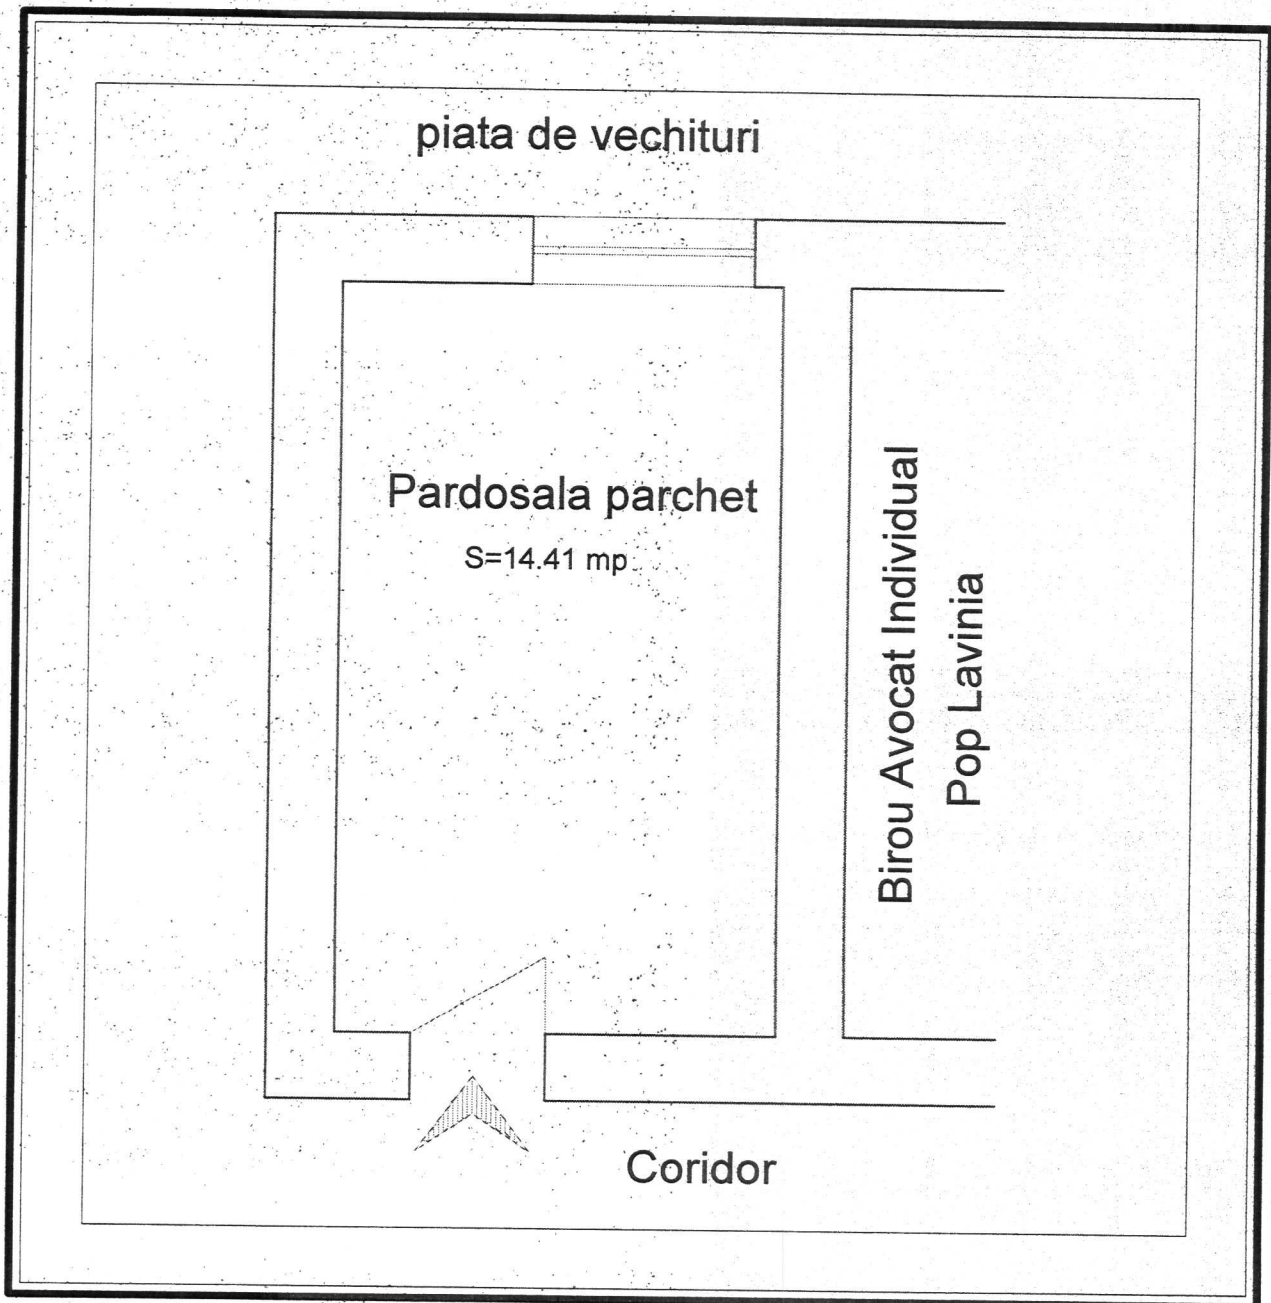 piata de vechituri
Pardosala parchet
S=14.41 mp
Birou Avocat Individual
Pop Lavinia
Coridor